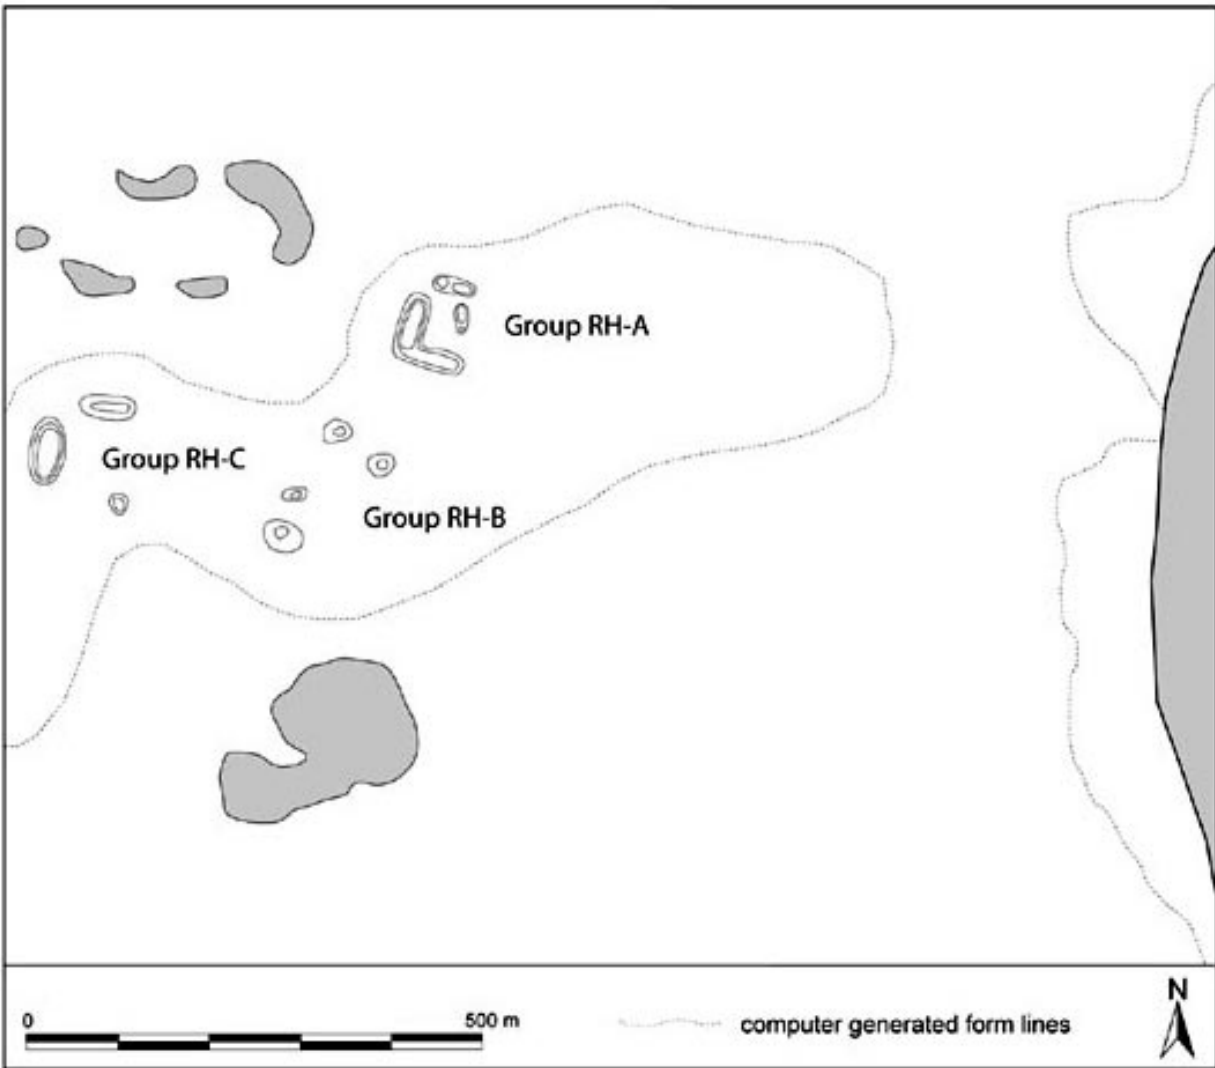 Group RH-A
Group RH-C
Group RH-B
N
0 500 m
computer generated form lines